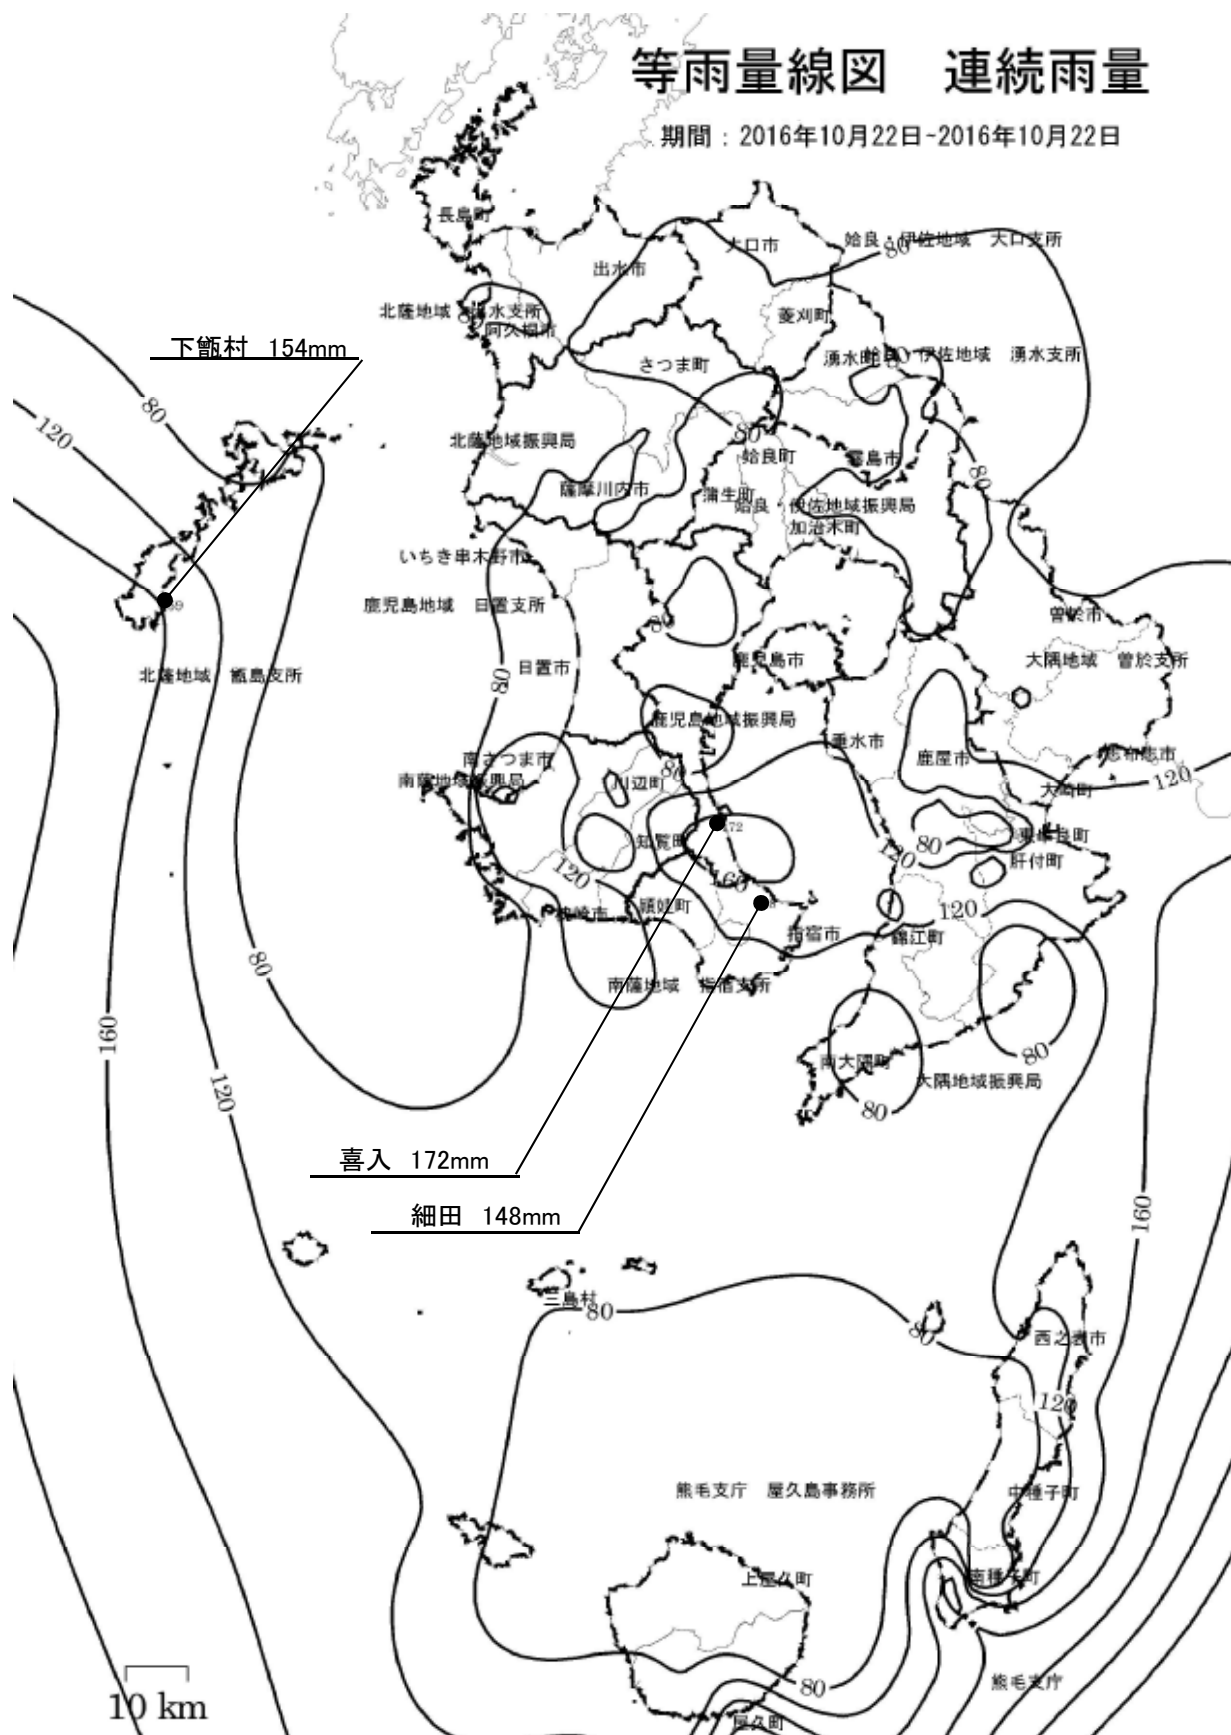 等雨量線図　連続雨量
期間：2016年10月22日~2016年10月22日
長島町
大口市
姶良・伊佐地域　大口支所
80
出水市
北薩地域　出水支所
阿久根市
菱刈町
下甑村　154mm
さつま町
湧水町
姶良・伊佐地域　湧水支所
80
120
80
北薩地域振興局
姶良町
霧島市
80
薩摩川内市
蒲生町
姶良・伊佐地域振興局
加治木町
いちき串木野市
鹿児島地域　日置支所
曽於市
80
日置市
鹿児島市
大隅地域　曽於支所
北薩地域　甑島支所
80
鹿児島地域振興局
垂水市
南さつま市
鹿屋市
志布志市
南薩地域振興局
川辺町
80
120
大崎町
172
知覧町
80
東串良町
120
肝付町
120
160
枕崎市
頴娃町
120
指宿市
錦江町
80
南薩地域　指宿支所
160
80
120
南大隅町
大隅地域振興局
80
喜入　172mm
細田　148mm
160
三島村
80
80
西之表市
120
熊毛支庁　屋久島事務所
中種子町
上屋久町
南種子町
熊毛支庁
80
10 km
屋久町